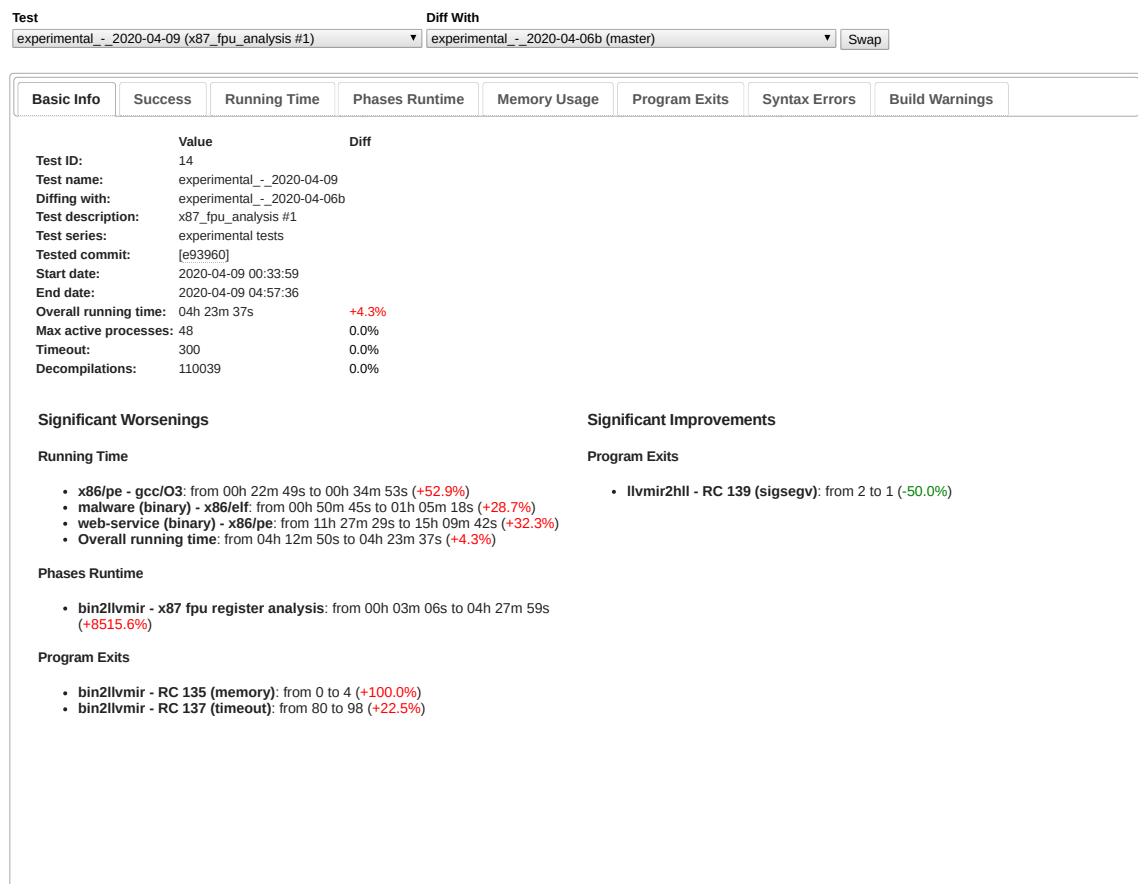 Test Diff With
experimental_-_2020-04-09 (x87_fpu_analysis #1) experimental_-_2020-04-06b (master) Swap
Basic Info Success Running Time Phases Runtime Memory Usage Program Exits Syntax Errors Build Warnings
Value Diff
Test ID: 14
Test name: experimental_-_2020-04-09
Diffing with: experimental_-_2020-04-06b
Test description: x87_fpu_analysis #1
Test series: experimental tests
Tested commit: [e93960]
Start date: 2020-04-09 00:33:59
End date: 2020-04-09 04:57:36
Overall running time: 04h 23m 37s +4.3%
Max active processes: 48 0.0%
Timeout: 300 0.0%
Decompilations: 110039 0.0%
Significant Worsenings
Running Time
• x86/pe - gcc/O3: from 00h 22m 49s to 00h 34m 53s (+52.9%)
• malware (binary) - x86/elf: from 00h 50m 45s to 01h 05m 18s (+28.7%)
• web-service (binary) - x86/pe: from 11h 27m 29s to 15h 09m 42s (+32.3%)
• Overall running time: from 04h 12m 50s to 04h 23m 37s (+4.3%)
Phases Runtime
• bin2llvmir - x87 fpu register analysis: from 00h 03m 06s to 04h 27m 59s
(+8515.6%)
Program Exits
• bin2llvmir - RC 135 (memory): from 0 to 4 (+100.0%)
• bin2llvmir - RC 137 (timeout): from 80 to 98 (+22.5%)
Significant Improvements
Program Exits
• llvmir2hll - RC 139 (sigsegv): from 2 to 1 (-50.0%)